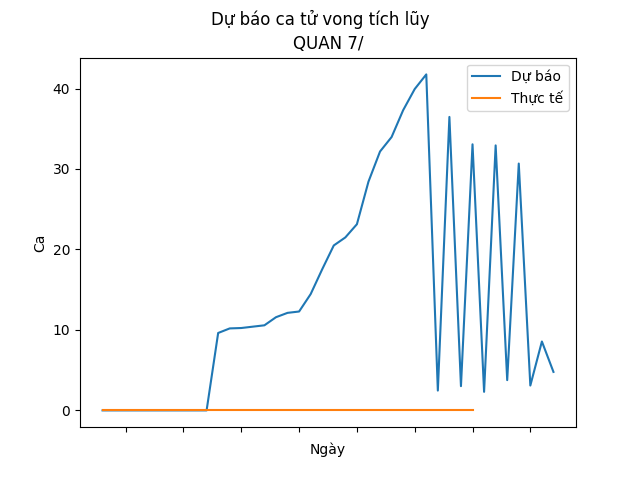 Dự báo ca tử vong tích lũy
QUAN 7/
Dự báo
Thực tế
40
30
20
10
0
Ca
Ngày